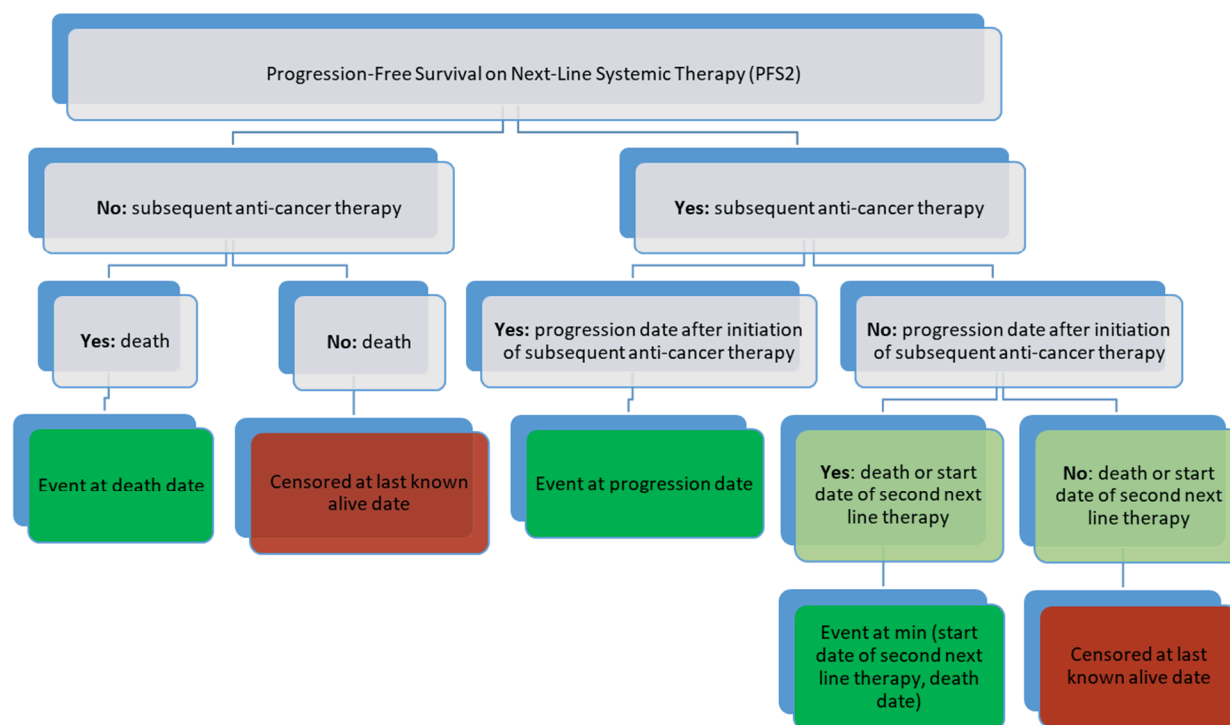 Progression-Free Survival on Next-Line Systemic Therapy (PFS2)
No: subsequent anti-cancer therapy
Yes: subsequent anti-cancer therapy
Yes: death
No: death
Yes: progression date after initiation
of subsequent anti-cancer therapy
No: progression date after initiation
of subsequent anti-cancer therapy
Event at death date
Censored at last known
alive date
Event at progression date
Yes: death or start
date of second next
line therapy
No: death or start
date of second next
line therapy
Event at min (start
date of second next
line therapy, death
date)
Censored at last
known alive date